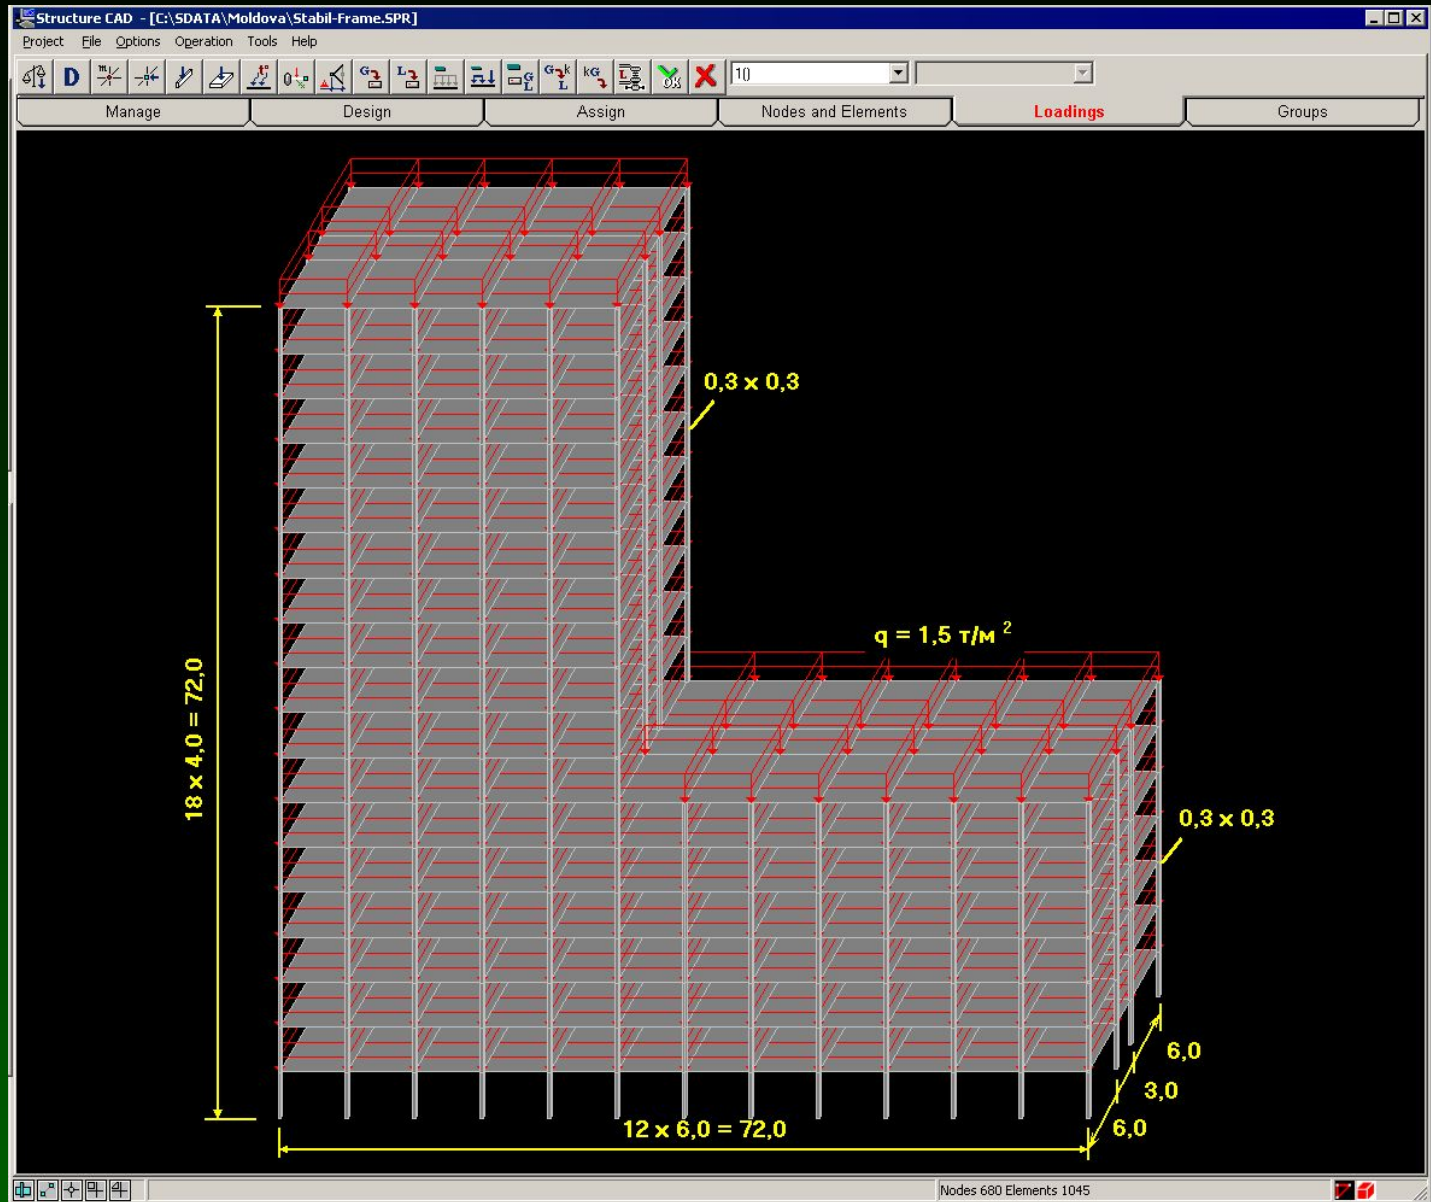 Structure CAD - [C:\SDATA\Moldova\Stabil-Frame.SPR]
Project File Options Operation Tools Help
1()
Manage Design Assign Nodes and Elements Loadings Groups
0,3 x 0,3
q = 1,5 т/м ²
18 x 4,0 = 72,0
0,3 x 0,3
6,0
3,0
6,0
12 x 6,0 = 72,0
Nodes 680 Elements 1045